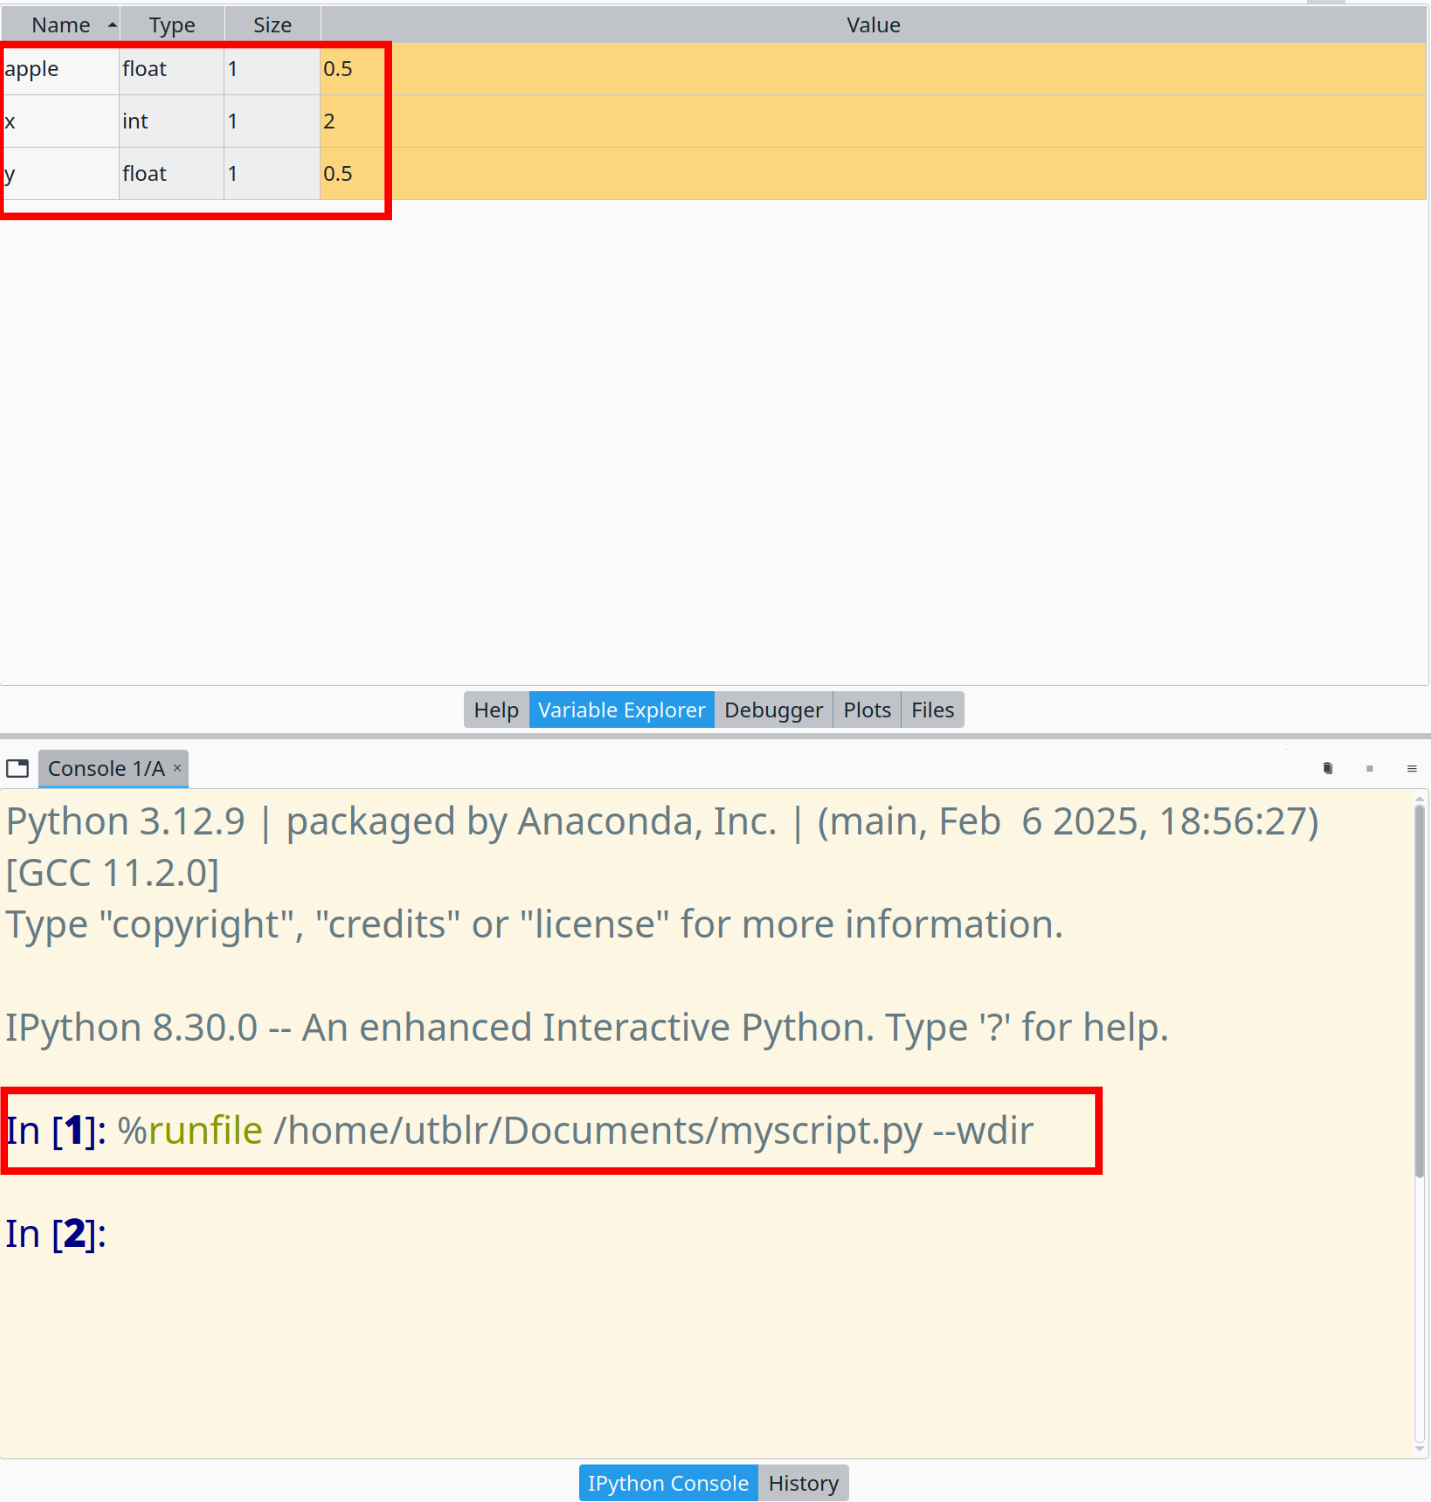 Name Type Size Value
apple float 1 0.5
x int 1 2
y float 1 0.5
Help Variable Explorer Debugger Plots Files
Console 1/A ×
Python 3.12.9 | packaged by Anaconda, Inc. | (main, Feb  6 2025, 18:56:27)
[GCC 11.2.0]
Type "copyright", "credits" or "license" for more information.
IPython 8.30.0 -- An enhanced Interactive Python. Type '?' for help.
In [1]: %runfile /home/utblr/Documents/myscript.py --wdir
In [2]:
IPython Console History